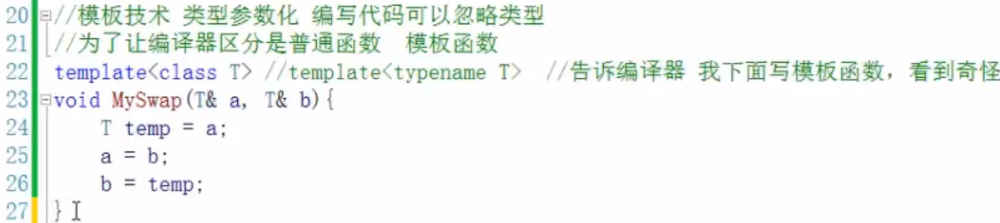 20 //模板技术 类型参数化 编写代码可以忽略类型
21 //为了让编译器区分是普通函数 模板函数
22 template<class T> //template<typename T> //告诉编译器 我下面写模板函数，看到奇怪
23 void MySwap(T& a, T& b){
24 T temp = a;
25 a = b;
26 b = temp;
27 }